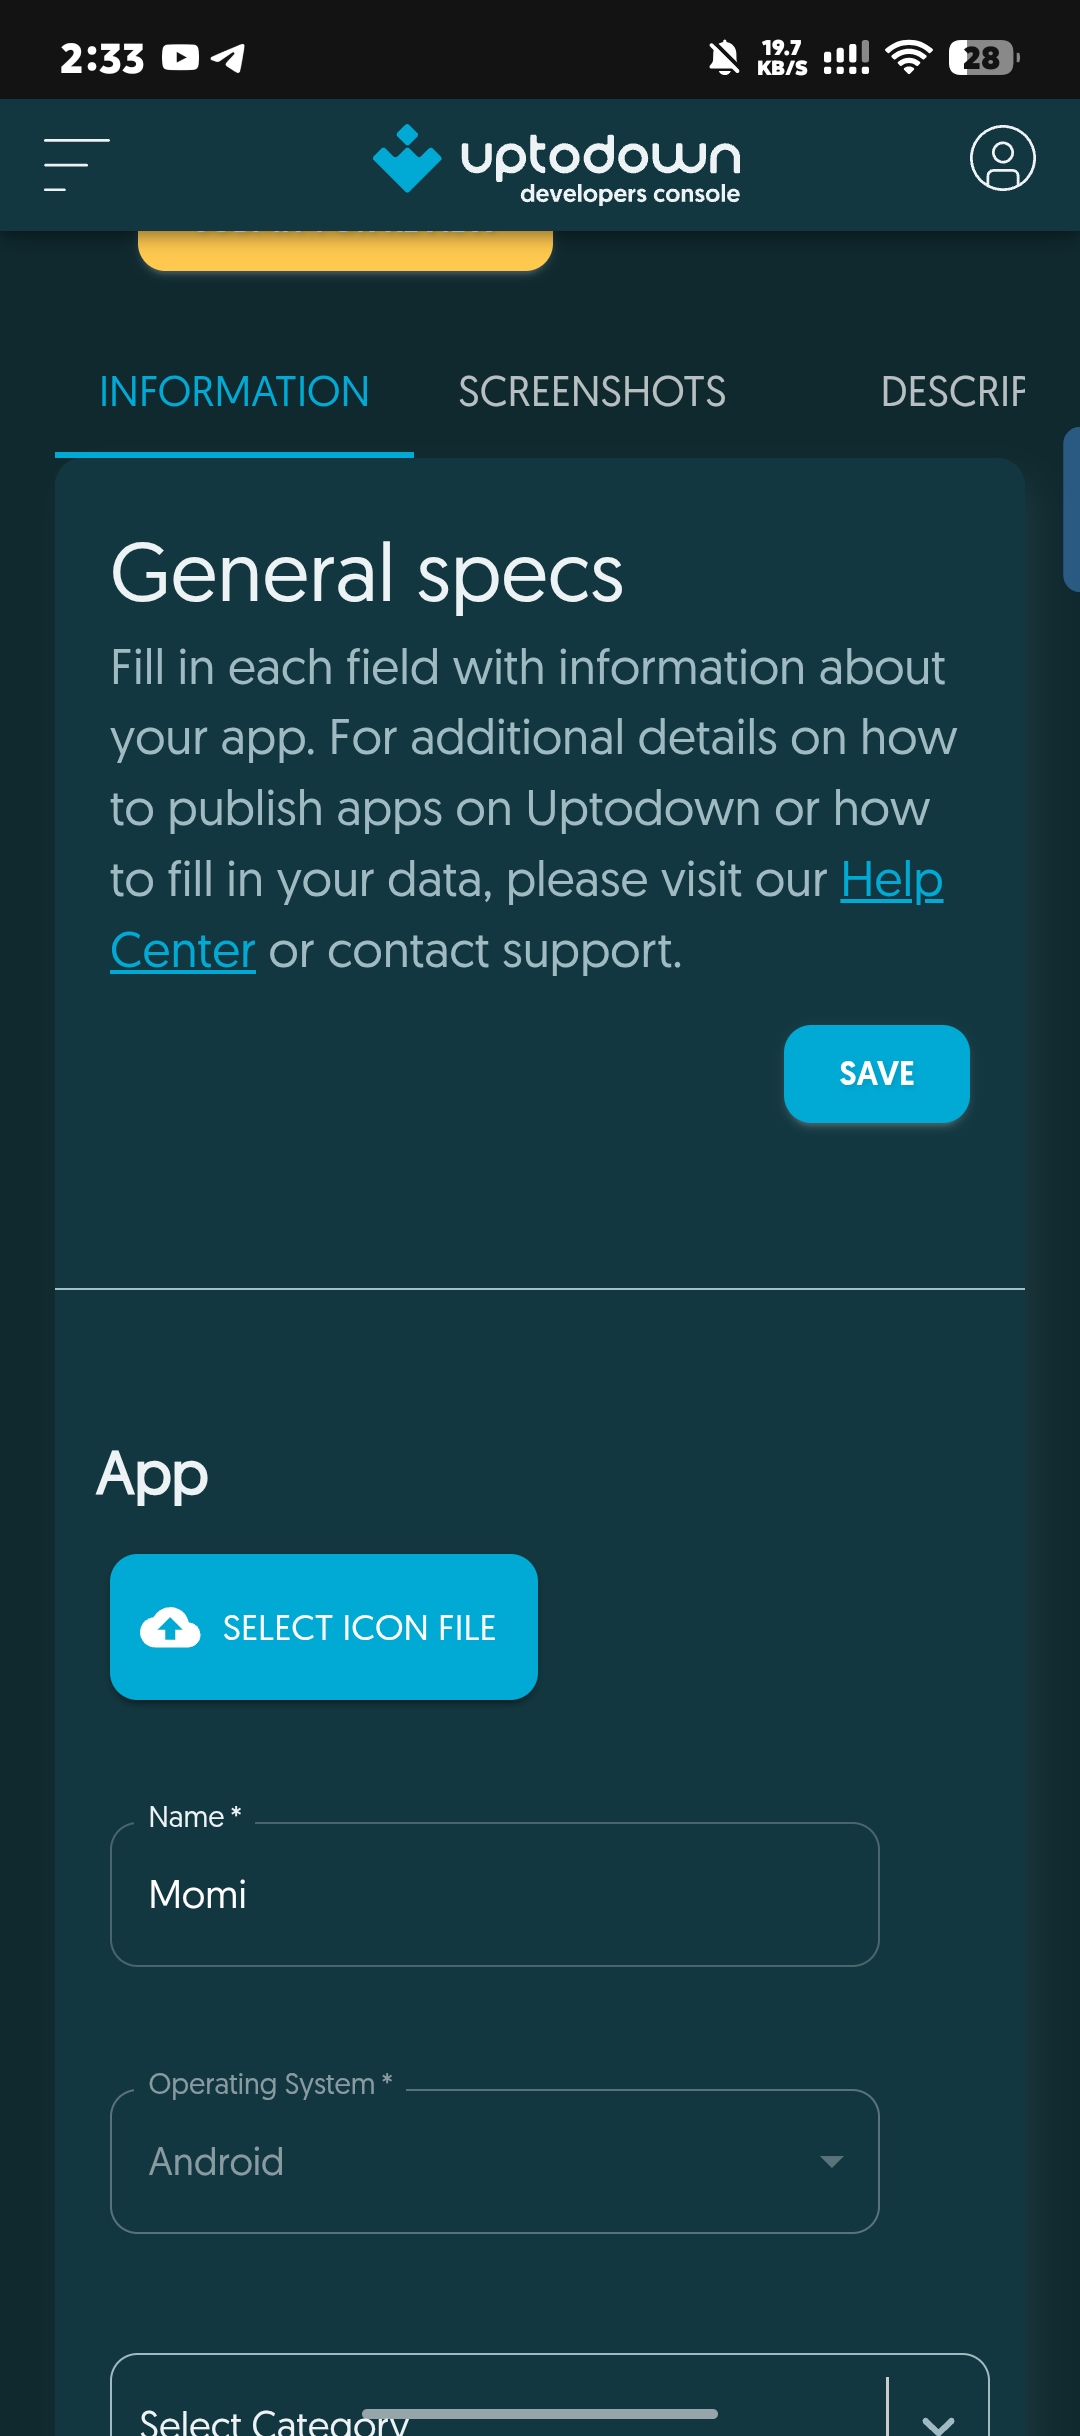 2:33
19.7
KB/S
28
uptodown
developers console
INFORMATION
SCREENSHOTS
General specs
Fill in each field with information about
your app. For additional details on how
to publish apps on Uptodown or how
to fill in your data, please visit our Help
Center or contact support.
SAVE
App
SELECT ICON FILE
Name *
Momi
Operating System *
Android
Select Category